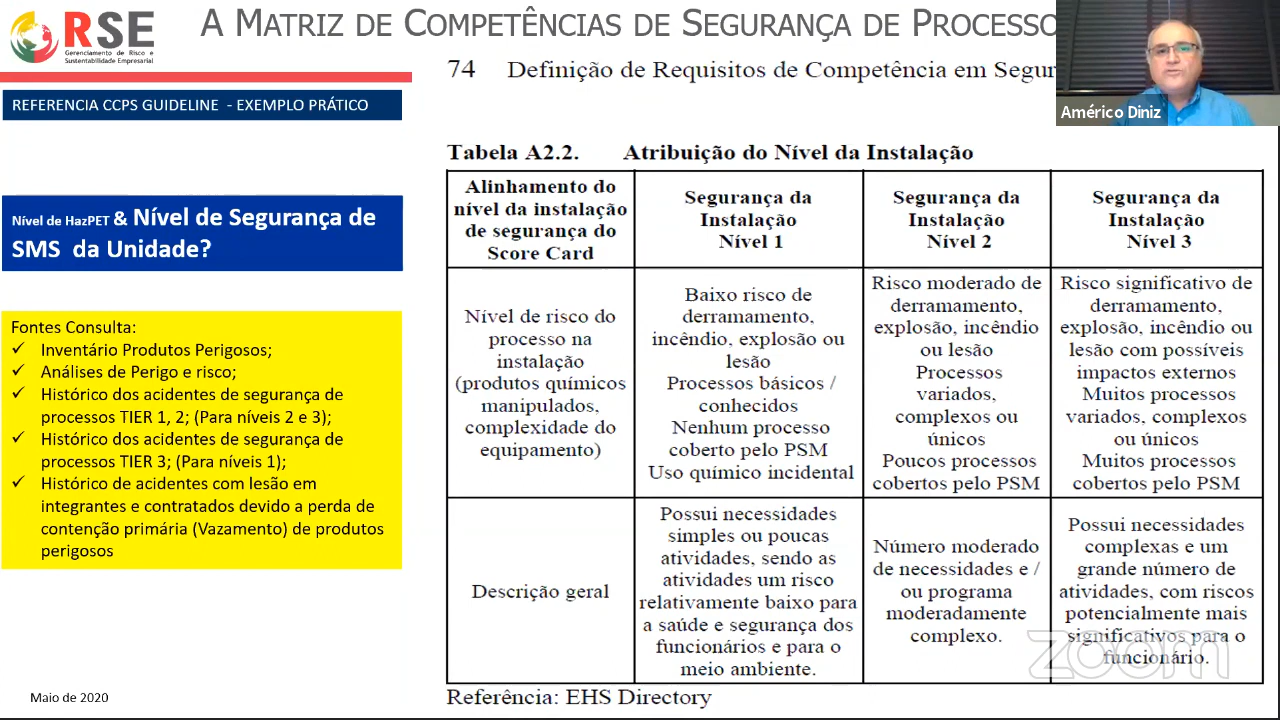 RSE
Gerenciamento de Risco e
Sustentabilidade Empresarial
A MATRIZ DE COMPETÊNCIAS DE SEGURANÇA DE PROCESSO
REFERENCIA CCPS GUIDELINE - EXEMPLO PRÁTICO
Nível de HazPET & Nível de Segurança de
SMS da Unidade?
Fontes Consulta:
✓ Inventário Produtos Perigosos;
✓ Análises de Perigo e risco;
✓ Histórico dos acidentes de segurança de
processos TIER 1, 2; (Para níveis 2 e 3);
✓ Histórico dos acidentes de segurança de
processos TIER 3; (Para níveis 1);
✓ Histórico de acidentes com lesão em
integrantes e contratados devido a perda de
contenção primária (Vazamento) de produtos
perigosos
Maio de 2020
74 Definição de Requisitos de Competência em Segur
Américo Diniz
Tabela A2.2. Atribuição do Nível da Instalação
Alinhamento do
nível da instalação
de segurança do
Score Card
Segurança da
Instalação
Nível 1
Segurança da
Instalação
Nível 2
Segurança da
Instalação
Nível 3
Nível de risco do
processo na
instalação
(produtos químicos
manipulados,
complexidade do
equipamento)
Baixo risco de
derramamento,
incêndio, explosão ou
lesão
Processos básicos /
conhecidos
Nenhum processo
coberto pelo PSM
Uso químico incidental
Risco moderado de
derramamento,
explosão, incêndio
ou lesão
Processos
variados,
complexos ou
únicos
Poucos processos
cobertos pelo PSM
Risco significativo de
derramamento,
explosão, incêndio ou
lesão com possíveis
impactos externos
Muitos processos
variados, complexos
ou únicos
Muitos processos
cobertos pelo PSM
Descrição geral
Possui necessidades
simples ou poucas
atividades, sendo as
atividades um risco
relativamente baixo para
a saúde e segurança dos
funcionários e para o
meio ambiente.
Número moderado
de necessidades e /
ou programa
moderadamente
complexo.
Possui necessidades
complexas e um
grande número de
atividades, com riscos
potencialmente mais
significativos para o
funcionário.
zoom
Referência: EHS Directory